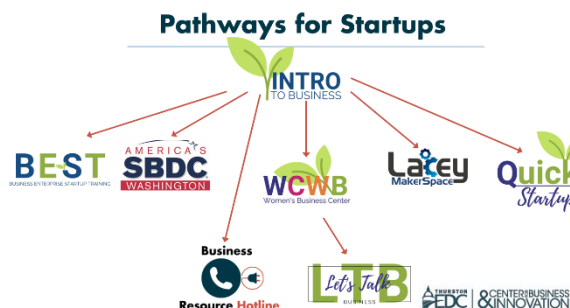 Pathways for Startups
INTRO
TO BUSINESS
BE-ST
BUSINESS ENTERPRISE STARTUP TRAINING
AMERICA'S
SBDC
WASHINGTON
WCWB
Women's Business Center
Lacey
MakerSpace
Quick
Startup
Business
Resource Hotline
LTB
Let's Talk
BUSINESS
THURSTON
EDC
CENTER FOR BUSINESS
& INNOVATION